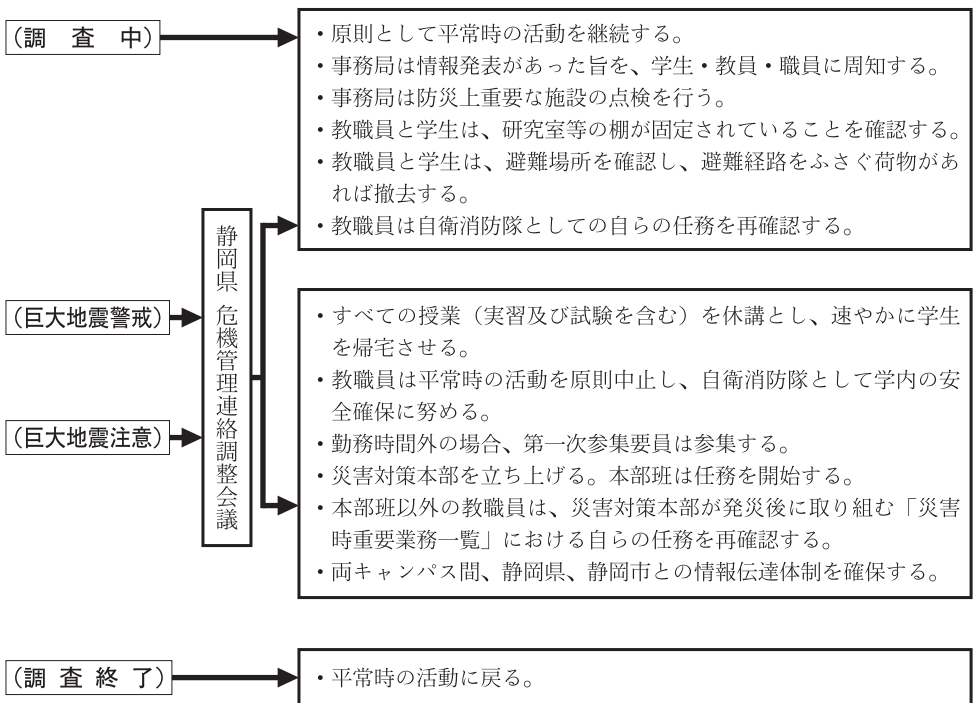 (調 査 中)
・原則として平常時の活動を継続する。
・事務局は情報発表があった旨を、学生・教員・職員に周知する。
・事務局は防災上重要な施設の点検を行う。
・教職員と学生は、研究室等の棚が固定されていることを確認する。
・教職員と学生は、避難場所を確認し、避難経路をふさぐ荷物があ
れば撤去する。
・教職員は自衛消防隊としての自らの任務を再確認する。
静岡県 危機管理連絡調整会議
(巨大地震警戒)
(巨大地震注意)
・すべての授業（実習及び試験を含む）を休講とし、速やかに学生
を帰宅させる。
・教職員は平常時の活動を原則中止し、自衛消防隊として学内の安
全確保に努める。
・勤務時間外の場合、第一次参集要員は参集する。
・災害対策本部を立ち上げる。本部班は任務を開始する。
・本部班以外の教職員は、災害対策本部が発災後に取り組む「災害
時重要業務一覧」における自らの任務を再確認する。
・両キャンパス間、静岡県、静岡市との情報伝達体制を確保する。
(調 査 終 了)
・平常時の活動に戻る。